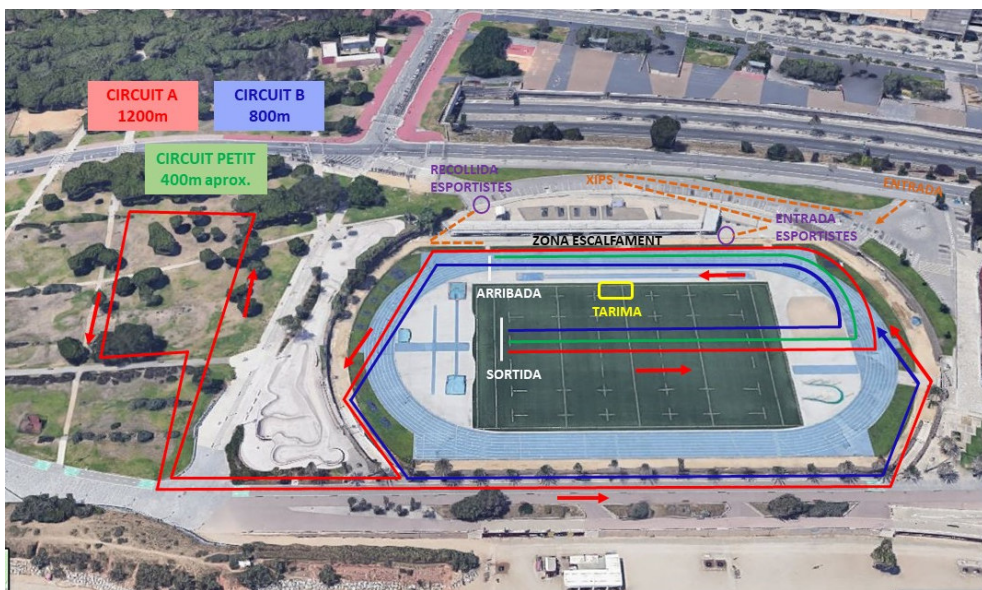 CIRCUIT A
1200m
CIRCUIT B
800m
CIRCUIT PETIT
400m aprox.
RECOLLIDA
ESPORTISTES
XIPS
ENTRADA
ENTRADA
ESPORTISTES
ZONA ESCALFAMENT
ARRIBADA
TARIMA
SORTIDA